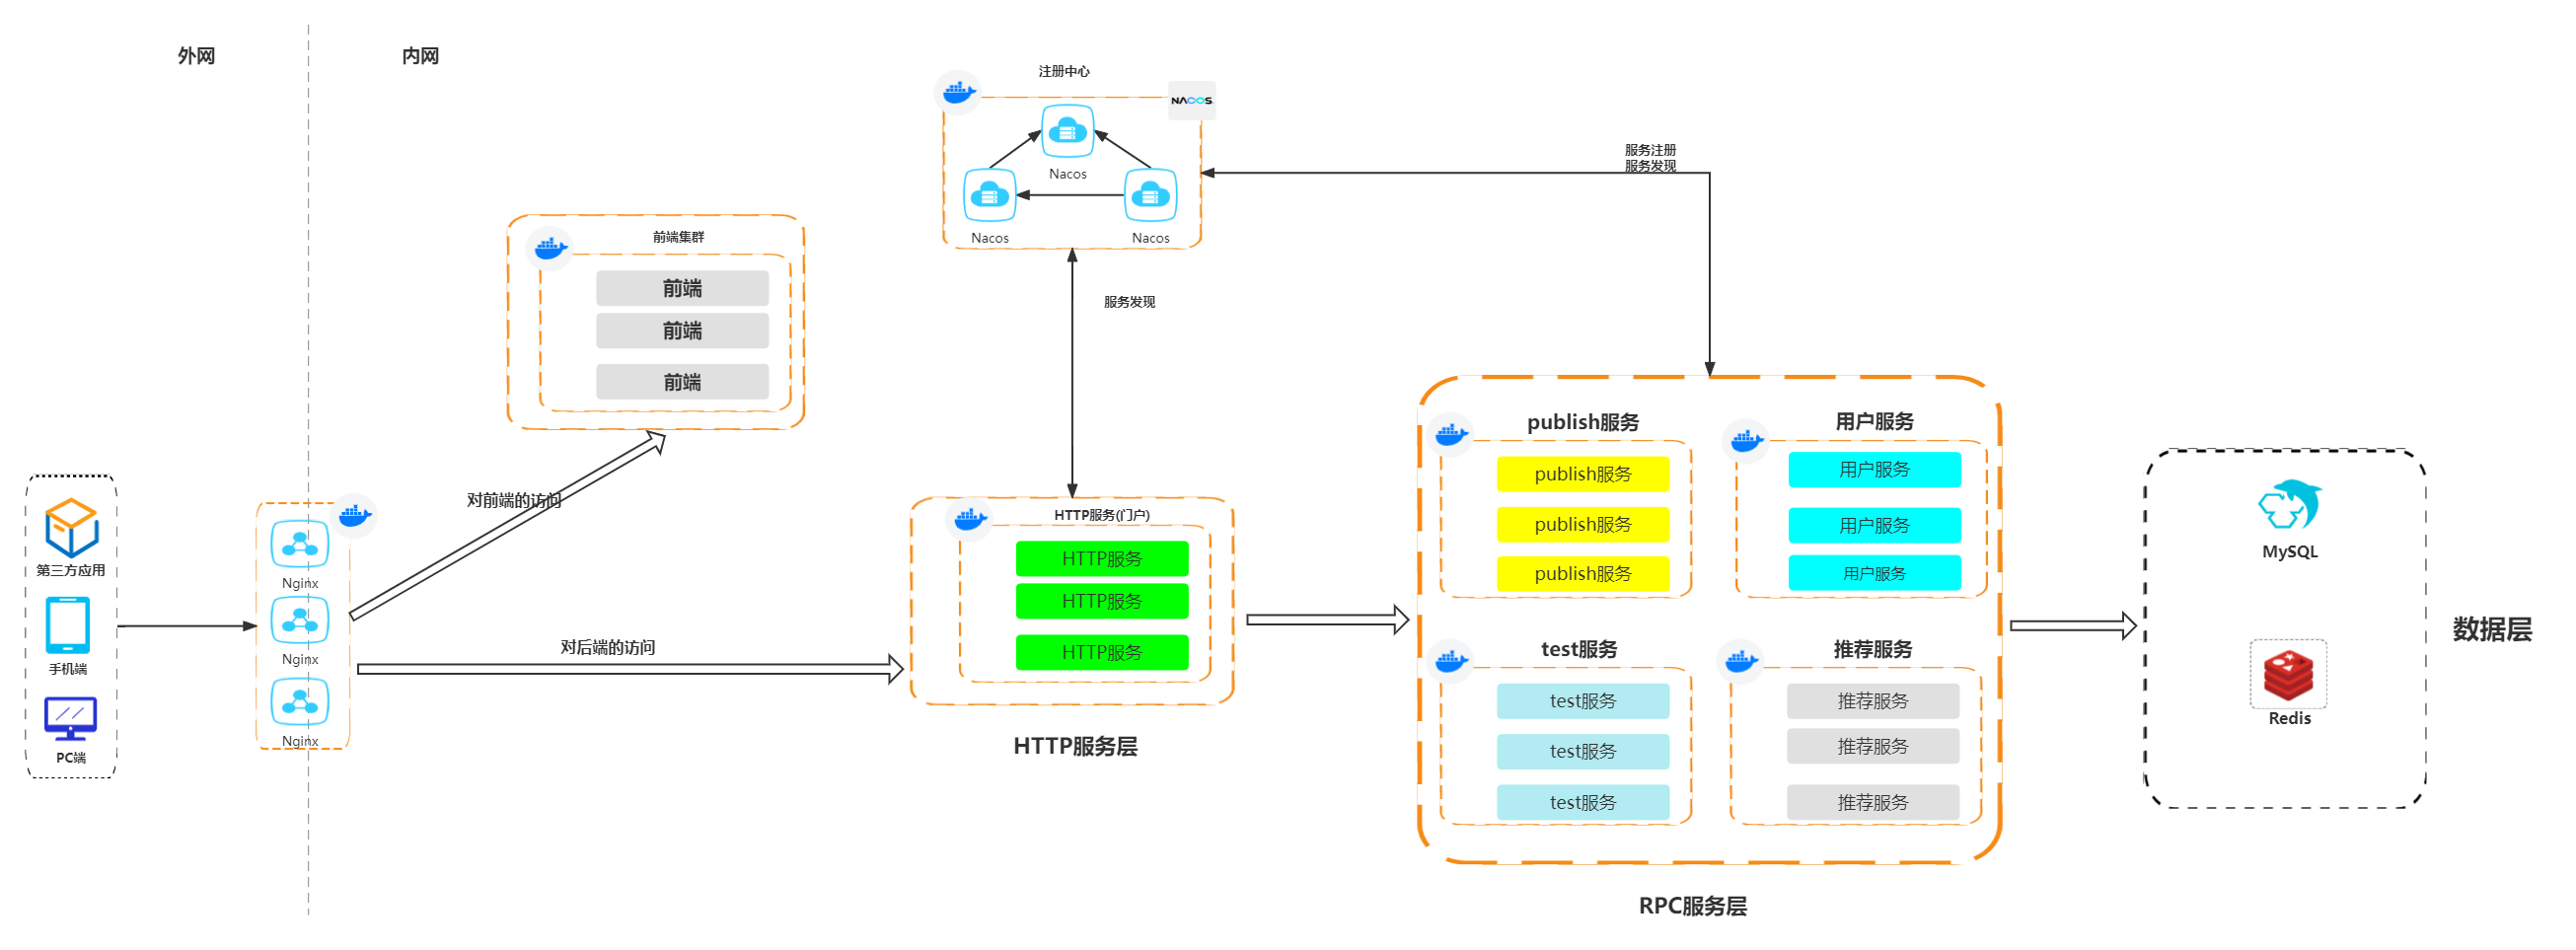 外网
内网
注册中心
NACOS
Nacos
Nacos
Nacos
服务注册
服务发现
服务发现
前端集群
前端
前端
前端
对前端的访问
对后端的访问
第三方应用
手机端
PC端
Nginx
Nginx
Nginx
HTTP服务(门户)
HTTP服务
HTTP服务
HTTP服务
HTTP服务层
publish服务
publish服务
publish服务
publish服务
用户服务
用户服务
用户服务
用户服务
test服务
test服务
test服务
test服务
推荐服务
推荐服务
推荐服务
推荐服务
RPC服务层
MySQL
Redis
数据层